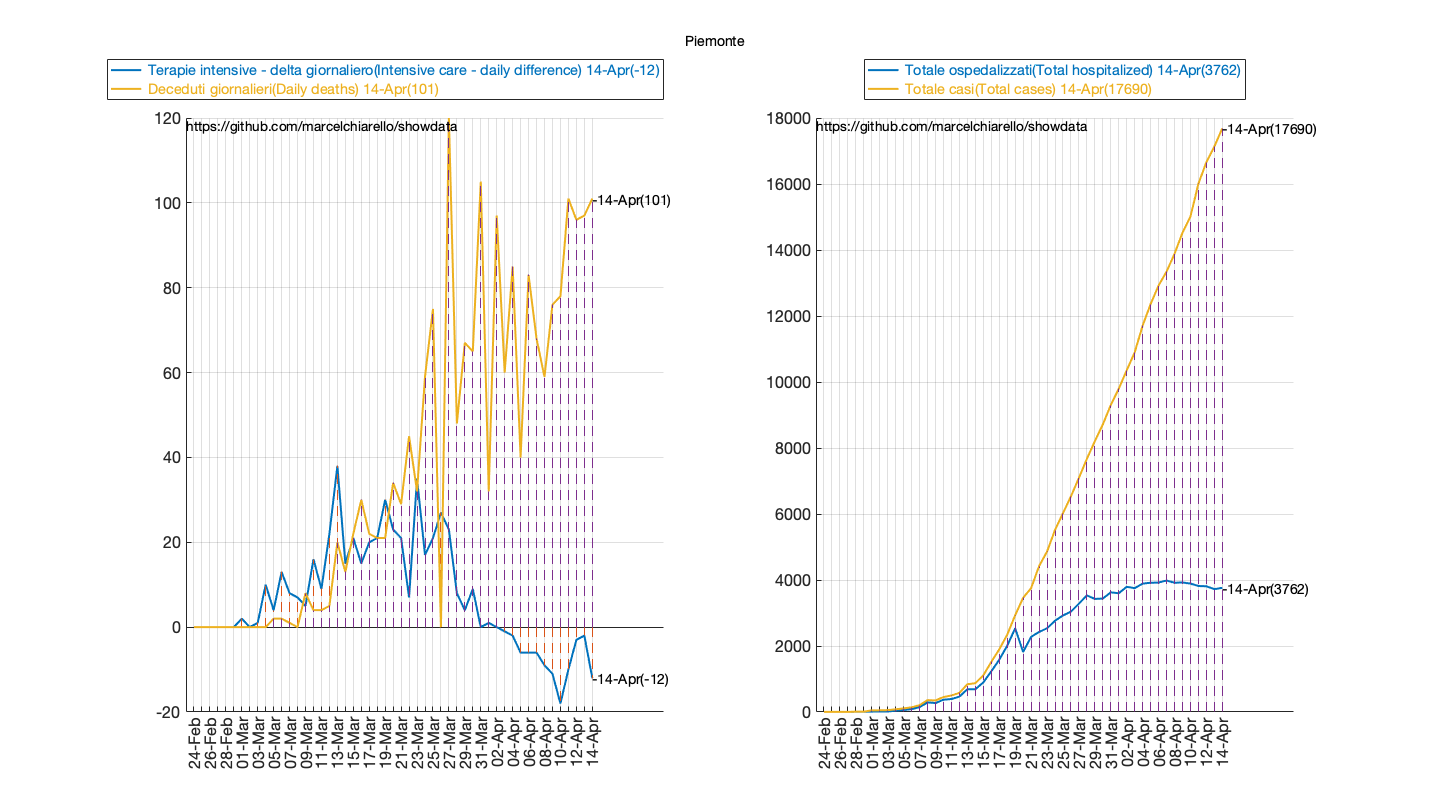 Piemonte
Terapie intensive - delta giornaliero(Intensive care - daily difference) 14-Apr(-12)
Deceduti giornalieri(Daily deaths) 14-Apr(101)
120
100
80
60
40
20
0
-20
https://github.com/marcelchiarello/showdata
-14-Apr(101)
-14-Apr(-12)
24-Feb
26-Feb
28-Feb
01-Mar
03-Mar
05-Mar
07-Mar
09-Mar
11-Mar
13-Mar
15-Mar
17-Mar
19-Mar
21-Mar
23-Mar
25-Mar
27-Mar
29-Mar
31-Mar
02-Apr
04-Apr
06-Apr
08-Apr
10-Apr
12-Apr
14-Apr
Totale ospedalizzati(Total hospitalized) 14-Apr(3762)
Totale casi(Total cases) 14-Apr(17690)
18000
16000
14000
12000
10000
8000
6000
4000
2000
0
https://github.com/marcelchiarello/showdata
-14-Apr(17690)
-14-Apr(3762)
24-Feb
26-Feb
28-Feb
01-Mar
03-Mar
05-Mar
07-Mar
09-Mar
11-Mar
13-Mar
15-Mar
17-Mar
19-Mar
21-Mar
23-Mar
25-Mar
27-Mar
29-Mar
31-Mar
02-Apr
04-Apr
06-Apr
08-Apr
10-Apr
12-Apr
14-Apr